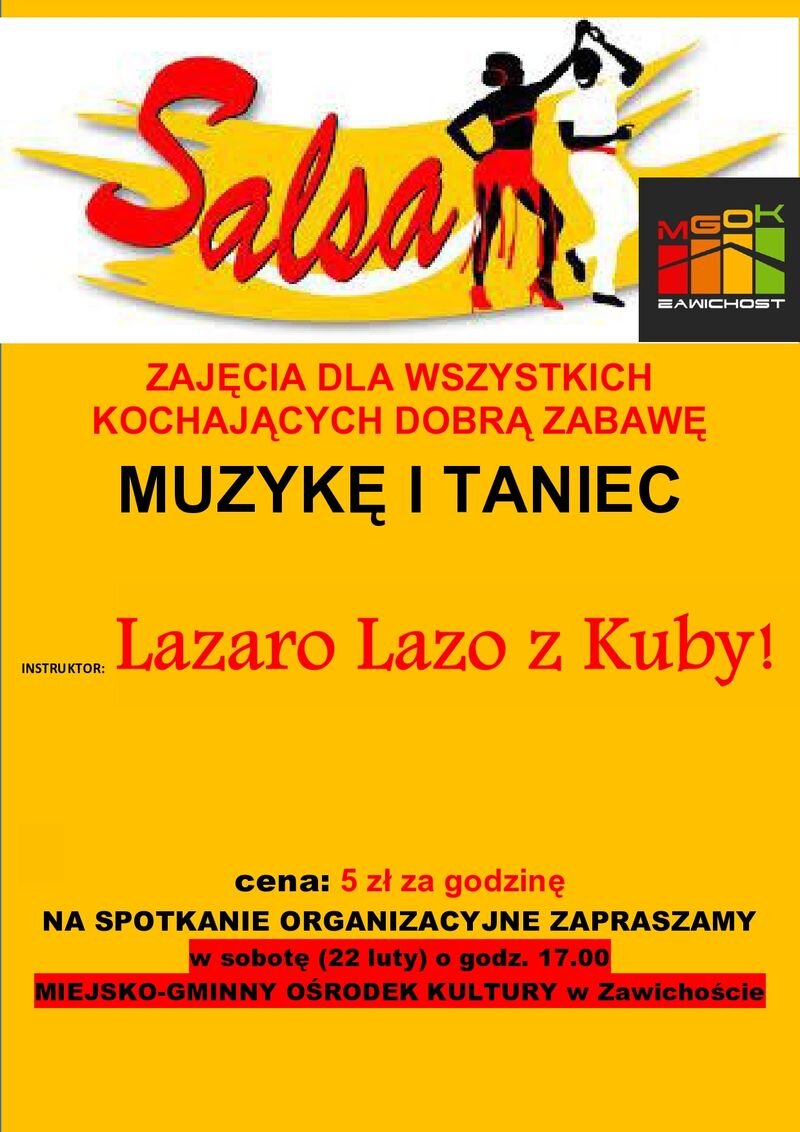 Salsa
MGOK
ZAWICHOST
ZAJĘCIA DLA WSZYSTKICH
KOCHAJĄCYCH DOBRĄ ZABAWĘ
MUZYKĘ I TANIEC
INSTRUKTOR: Lazaro Lazo z Kuby!
cena: 5 zł za godzinę
NA SPOTKANIE ORGANIZACYJNE ZAPRASZAMY
w sobotę (22 luty) o godz. 17.00
MIEJSKO-GMINNY OŚRODEK KULTURY w Zawichoście